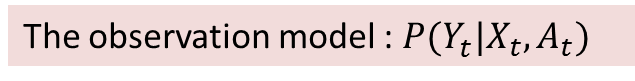 The observation model : P(Y_t|X_t, A_t)